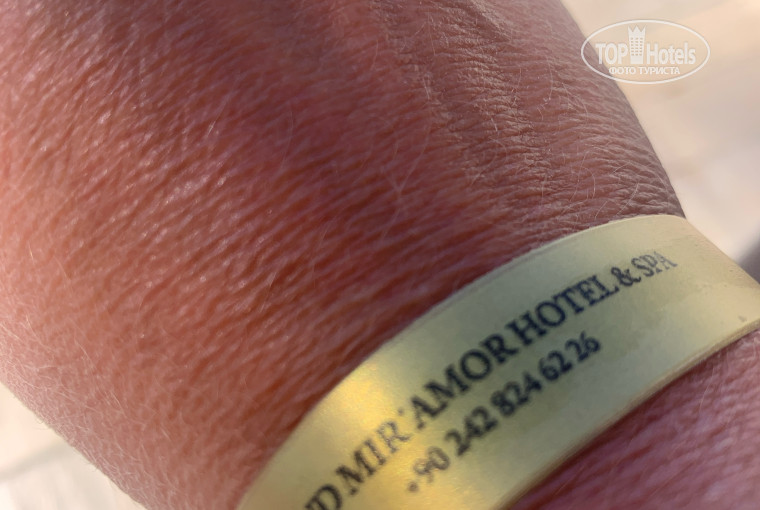 TOP Hotels
ФОТО ТУРИСТА
MIR'AMOR HOTEL & SPA
+90 242 824 62 26